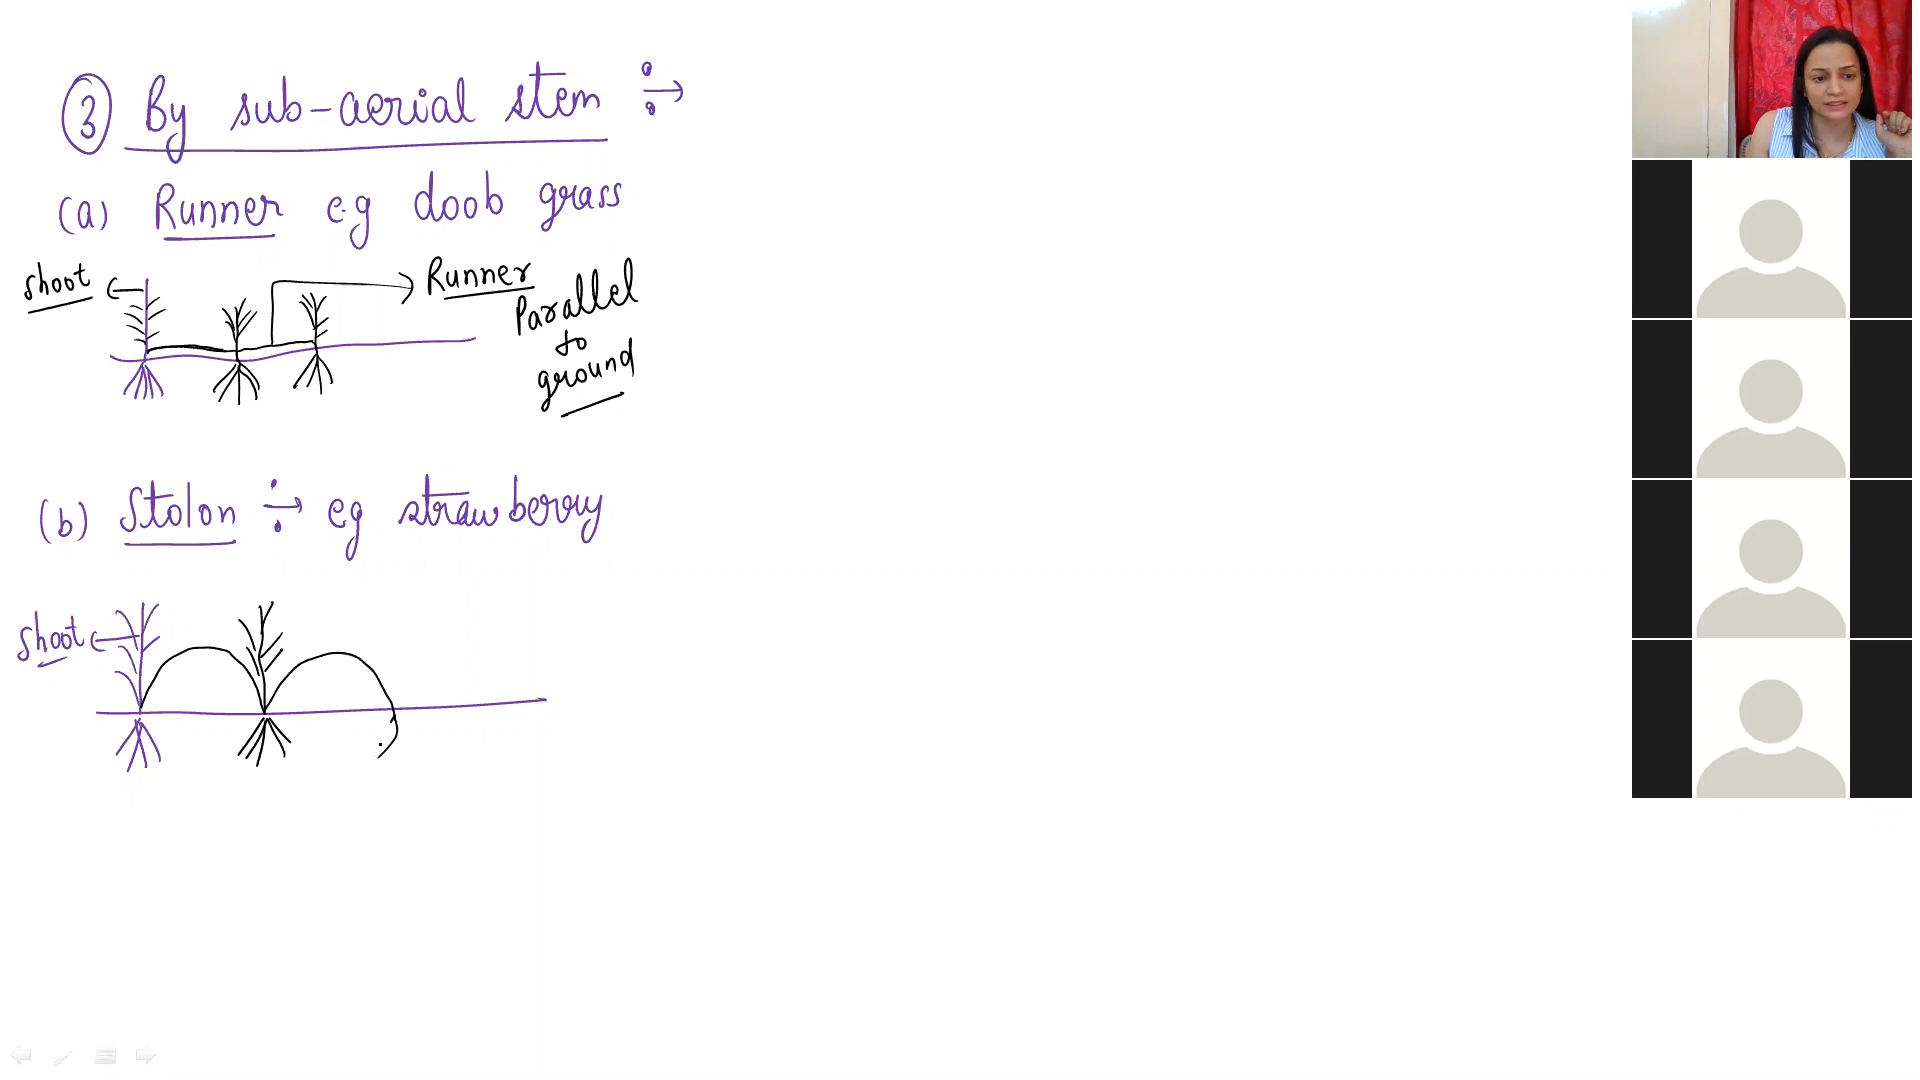 3 By sub-aerial stem ÷→
(a) Runner e.g doob grass
shoot
Runner
Parallel
to
ground
(b) Stolon ÷→ eg strawberry
shoot